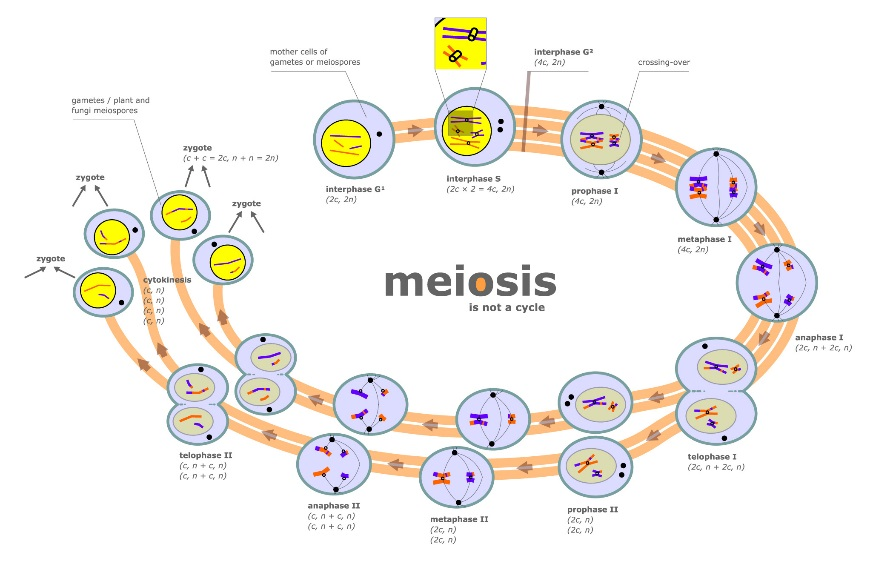 mother cells of
gametes or meiospores
interphase G²
(4c, 2n)
crossing-over
gametes / plant and
fungi meiospores
zygote
(c + c = 2c, n + n = 2n)
zygote
zygote
zygote
interphase G¹
(2c, 2n)
interphase S
(2c × 2 = 4c, 2n)
prophase I
(4c, 2n)
metaphase I
(4c, 2n)
cytokinesis
(c, n)
(c, n)
(c, n)
(c, n)
meiosis
is not a cycle
anaphase I
(2c, n + 2c, n)
telophase I
(2c, n + 2c, n)
telophase II
(c, n + c, n)
(c, n + c, n)
anaphase II
(c, n + c, n)
(c, n + c, n)
metaphase II
(2c, n)
(2c, n)
prophase II
(2c, n)
(2c, n)